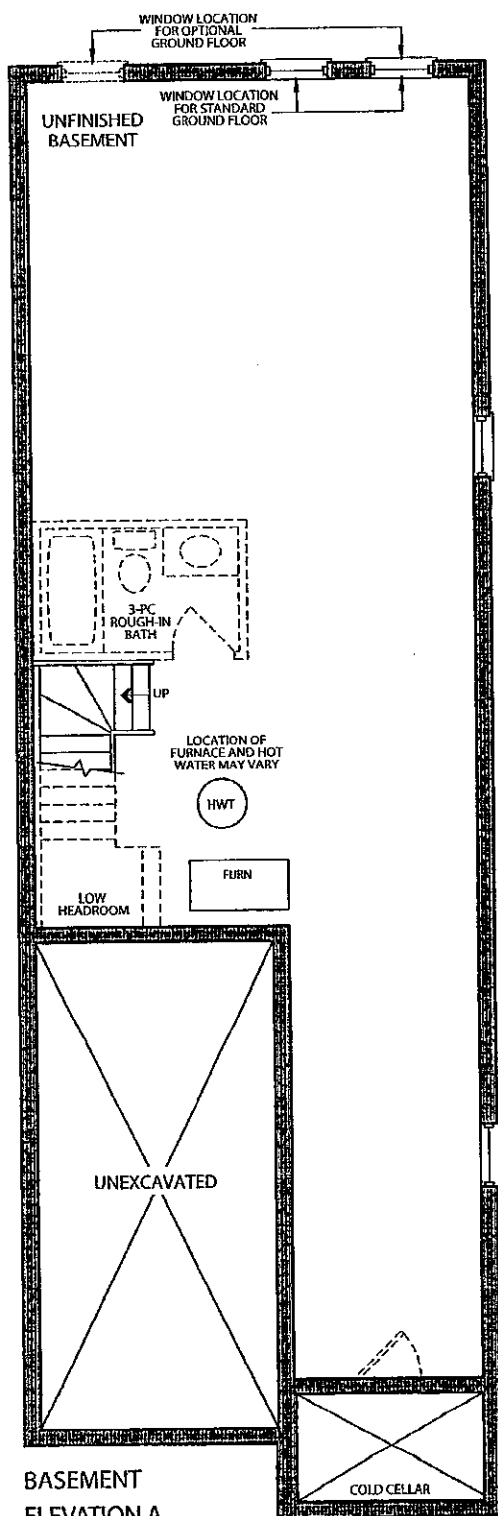 WINDOW LOCATION
FOR OPTIONAL
GROUND FLOOR
WINDOW LOCATION
FOR STANDARD
GROUND FLOOR
UNFINISHED
BASEMENT
3-PC
ROUGH-IN
BATH
UP
LOCATION OF
FURNACE AND HOT
WATER MAY VARY
HWT
FURN
LOW
HEADROOM
UNEXCAVATED
COLD CELLAR
BASEMENT
ELEVATION A